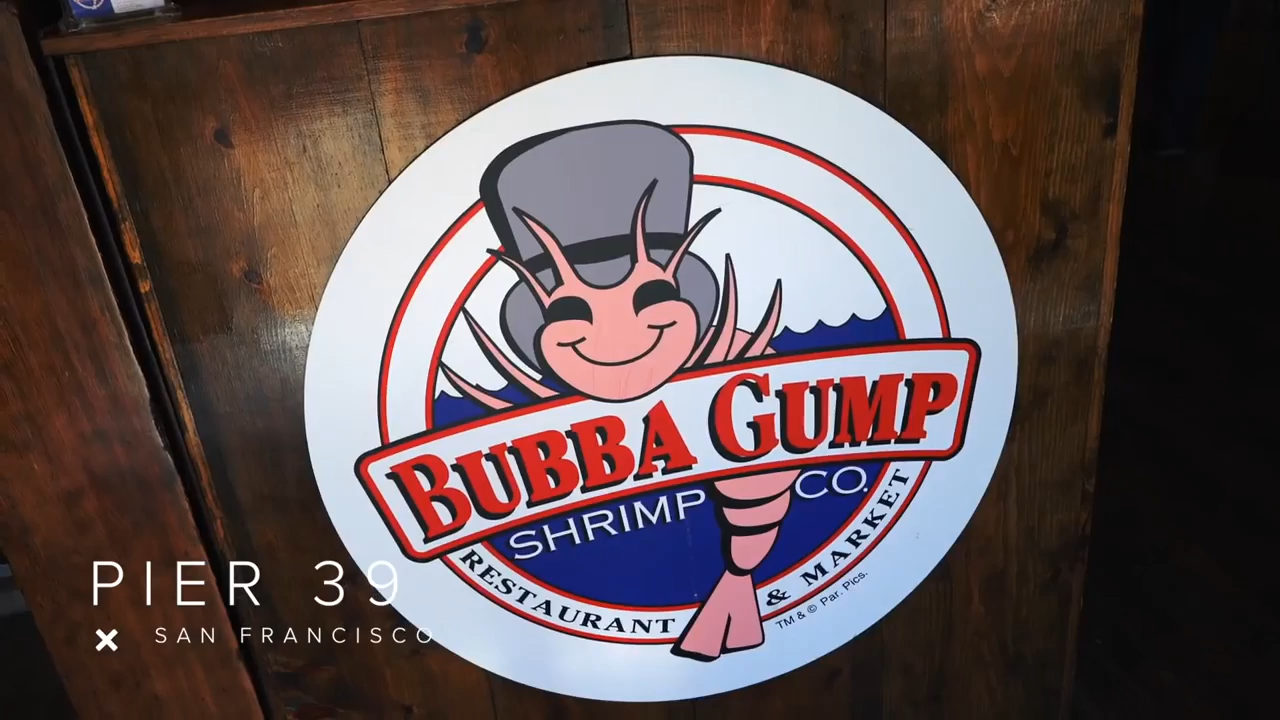 BUBBA GUMP
SHRIMP CO.
RESTAURANT & MARKET
TM & © Par. Pics.
PIER 39
SAN FRANCISCO